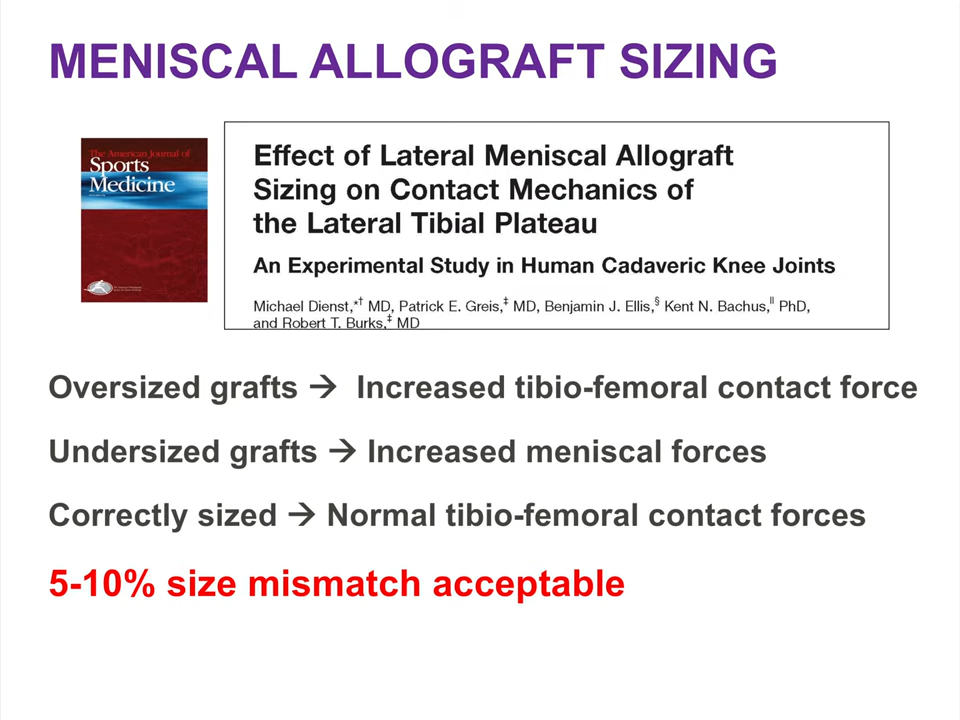 MENISCAL ALLOGRAFT SIZING
The American Journal of
Sports
Medicine
Effect of Lateral Meniscal Allograft
Sizing on Contact Mechanics of
the Lateral Tibial Plateau
An Experimental Study in Human Cadaveric Knee Joints
Michael Dienst,*† MD, Patrick E. Greis,‡ MD, Benjamin J. Ellis,§ Kent N. Bachus,|| PhD,
and Robert T. Burks,‡ MD
Oversized grafts → Increased tibio-femoral contact force
Undersized grafts → Increased meniscal forces
Correctly sized → Normal tibio-femoral contact forces
5-10% size mismatch acceptable